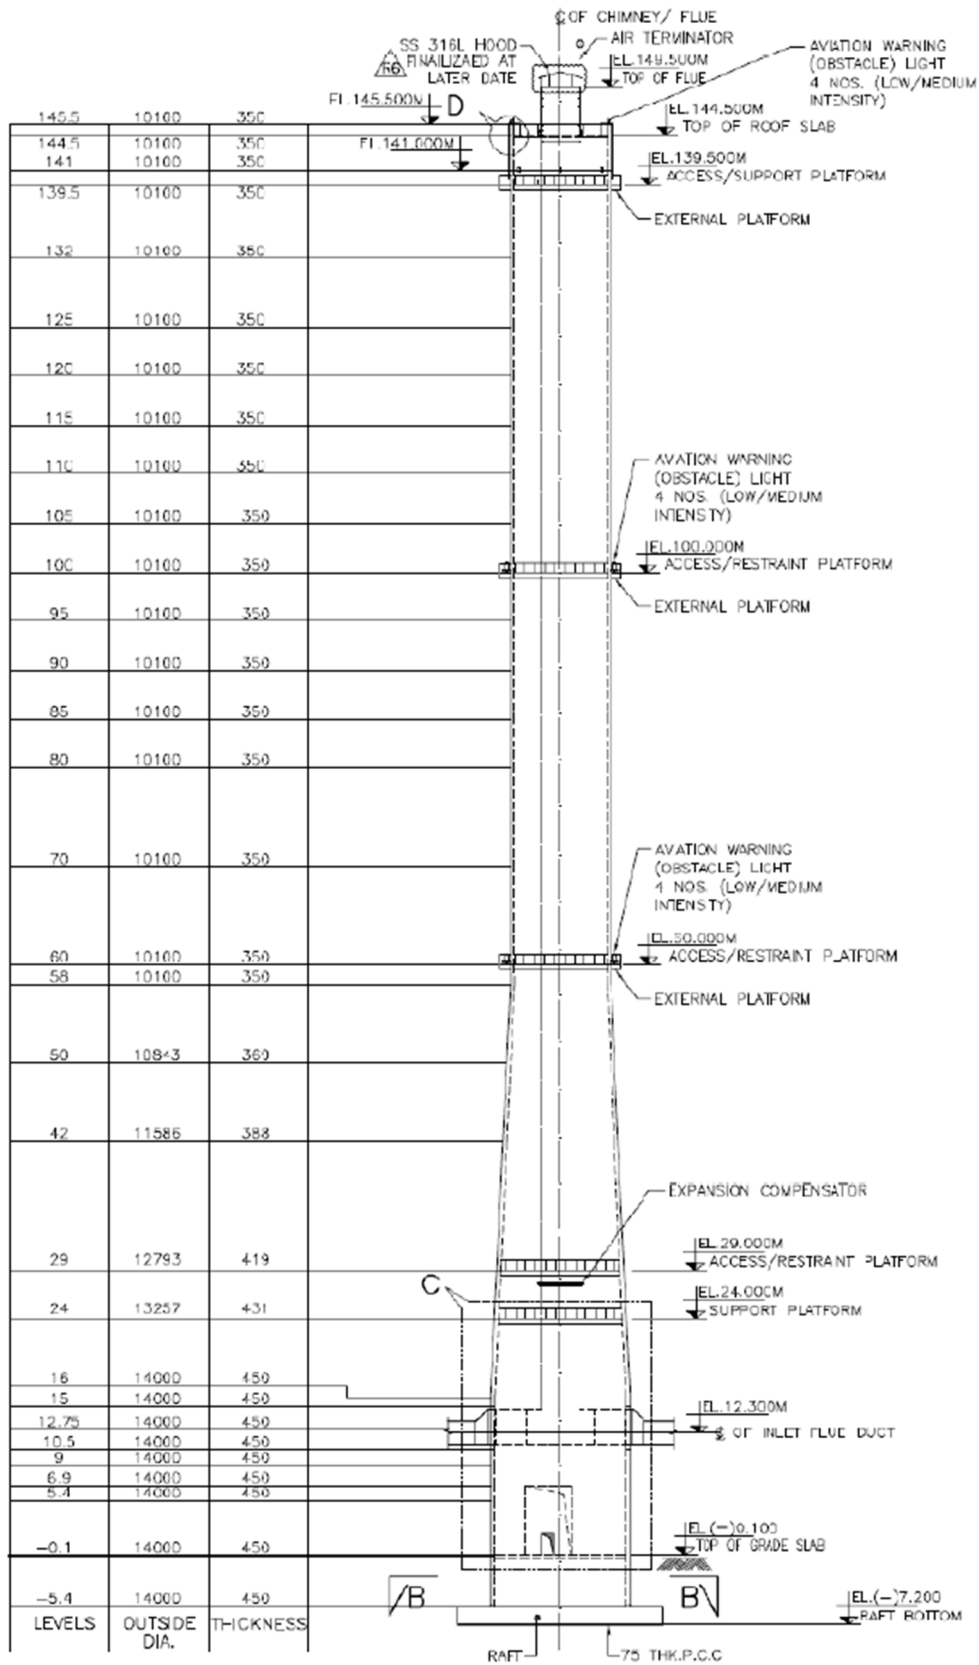 ℄ OF CHIMNEY/ FLUE
AIR TERMINATOR
SS 316L HOOD
FINAILIZAED AT
LATER DATE
R6
EL.149.500M
TOP OF FLUE
AVIATION WARNING
(OBSTACLE) LIGHT
4 NOS. (LOW/MEDIUM
INTENSITY)
EL.145.500M
D
EL.144.500M
TOP OF ROOF SLAB
EL.141.000M
EL.139.500M
ACCESS/SUPPORT PLATFORM
EXTERNAL PLATFORM
145.5 10100 350
144.5 10100 350
141 10100 350
139.5 10100 350
132 10100 350
125 10100 350
120 10100 350
115 10100 350
110 10100 350
105 10100 350
100 10100 350
95 10100 350
90 10100 350
85 10100 350
80 10100 350
70 10100 350
60 10100 350
58 10100 350
50 10843 369
42 11586 388
29 12793 419
24 13257 431
16 14000 450
15 14000 450
12.75 14000 450
10.5 14000 450
9 14000 450
6.9 14000 450
5.4 14000 450
-0.1 14000 450
-5.4 14000 450
LEVELS OUTSIDE DIA. THICKNESS
AVATION WARNING
(OBSTACLE) LIGHT
4 NOS. (LOW/MEDIUM
INTENSITY)
EL.100.000M
ACCESS/RESTRAINT PLATFORM
EXTERNAL PLATFORM
AVATION WARNING
(OBSTACLE) LIGHT
4 NOS. (LOW/MEDIUM
INTENSITY)
EL.60.000M
ACCESS/RESTRAINT PLATFORM
EXTERNAL PLATFORM
EXPANSION COMPENSATOR
EL.29.000M
ACCESS/RESTRANT PLATFORM
C
EL.24.000M
SUPPORT PLATFORM
EL.12.300M
℄ OF INLET FLUE DUCT
EL.(-)0.100
TOP OF GRADE SLAB
B
B
EL.(-)7.200
RAFT BOTTOM
RAFT
75 THK.P.C.C